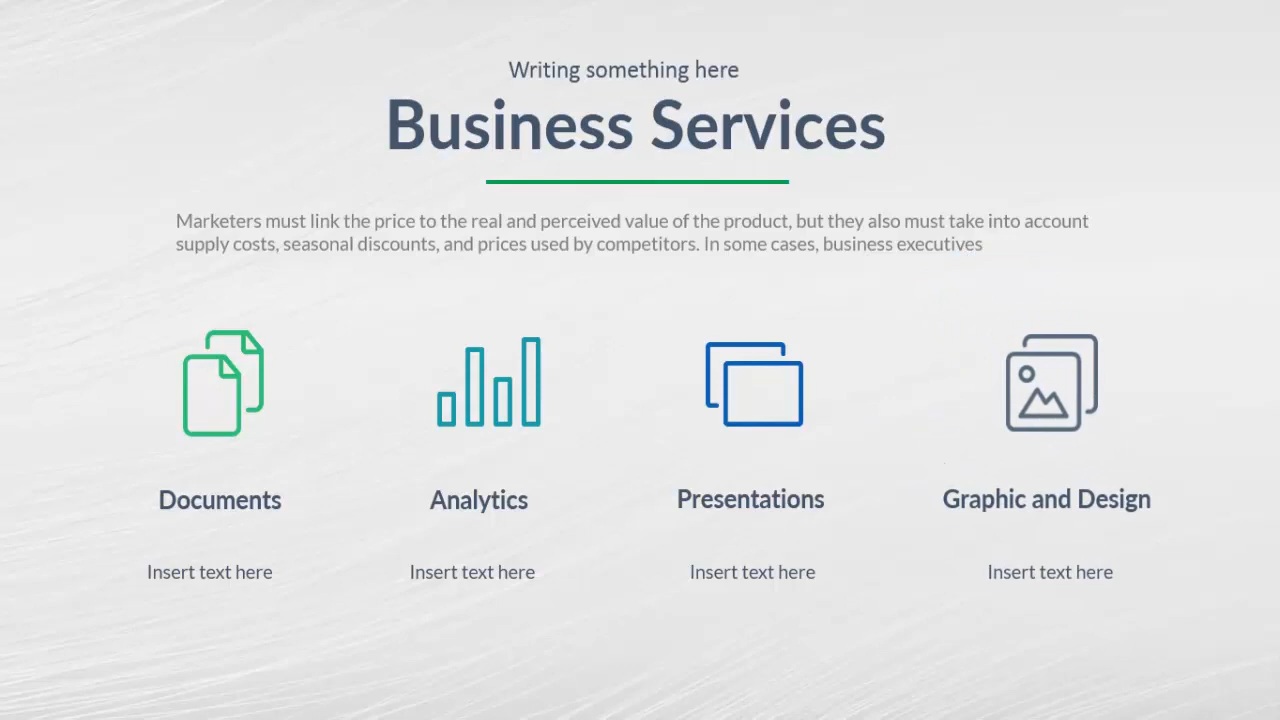 Writing something here
Business Services
Marketers must link the price to the real and perceived value of the product, but they also must take into account
supply costs, seasonal discounts, and prices used by competitors. In some cases, business executives
Documents
Analytics
Presentations
Graphic and Design
Insert text here
Insert text here
Insert text here
Insert text here